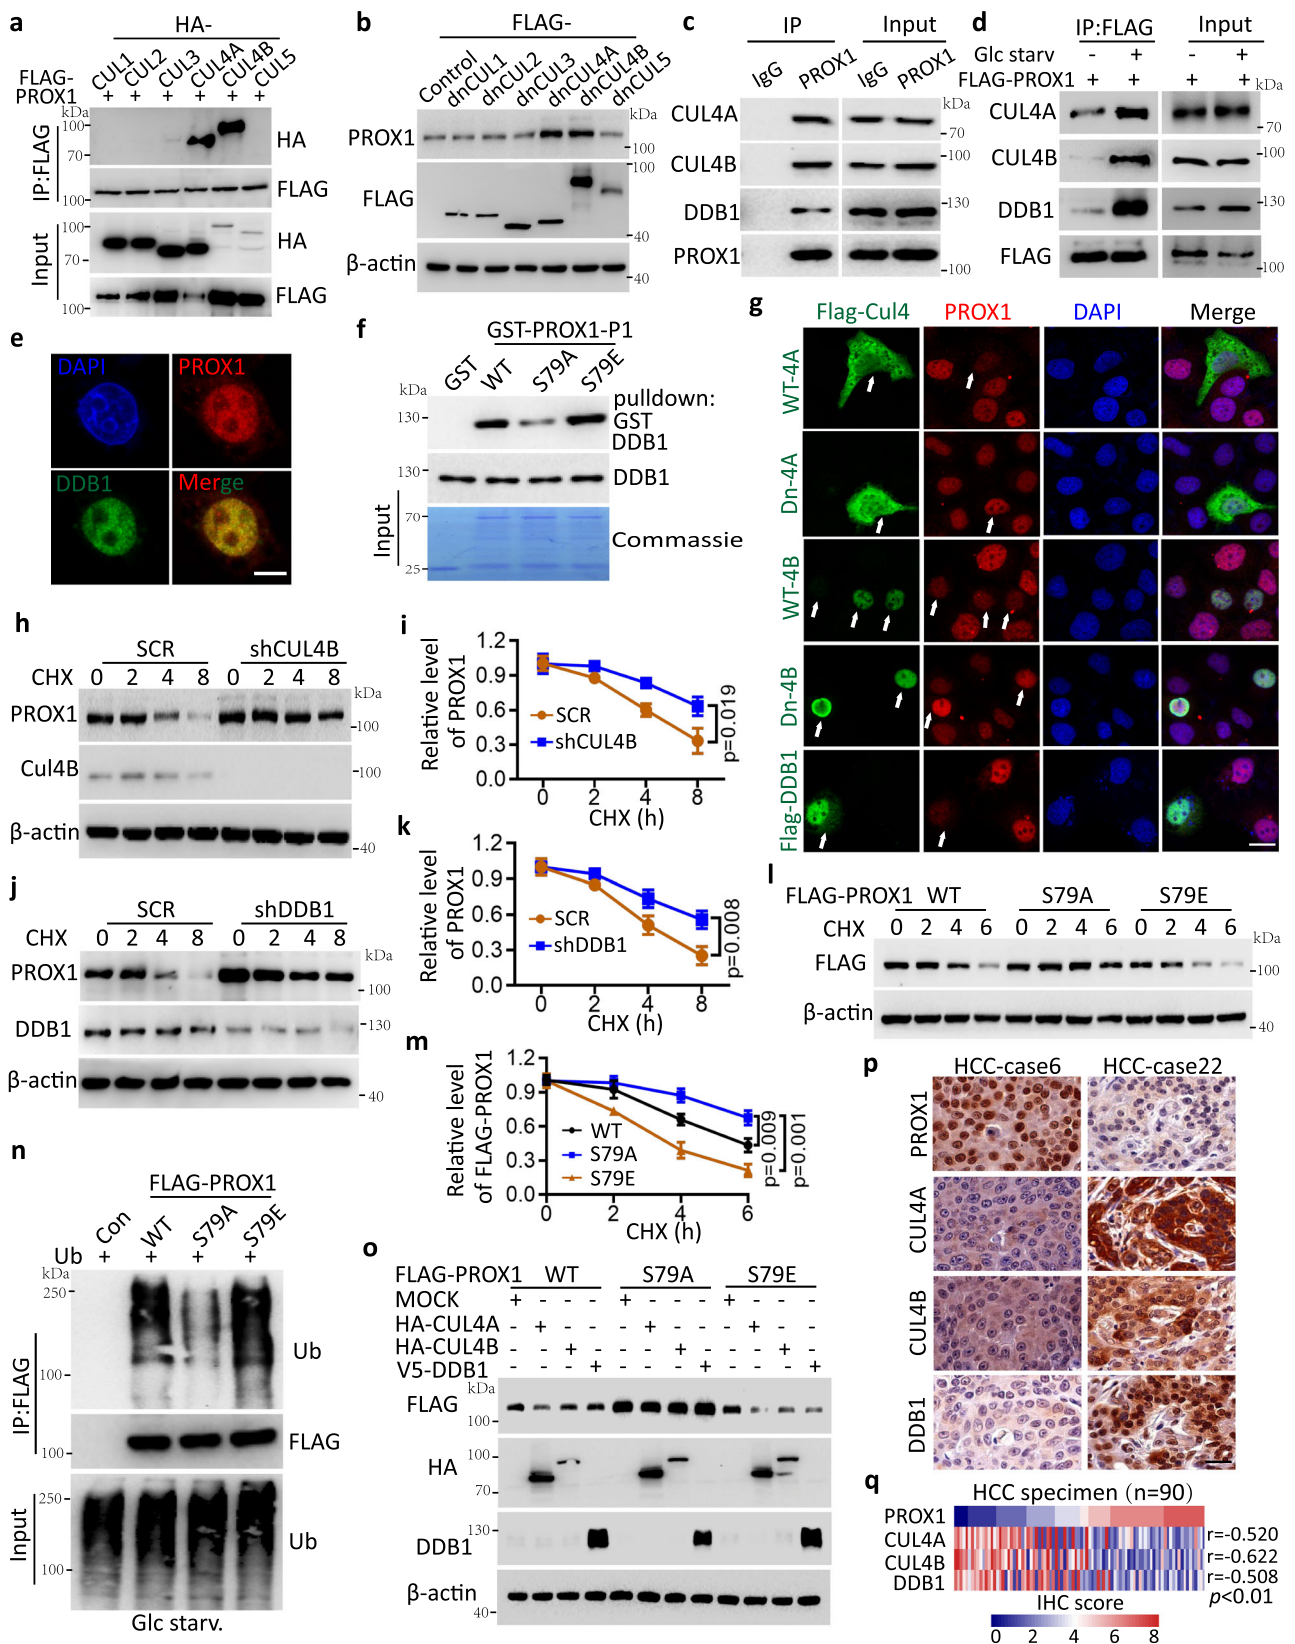 a
HA-
CUL1 CUL2 CUL3 CUL4A CUL4B CUL5
FLAG-
PROX1 + + + + + +
kDa
IP:FLAG
100
70
HA
100
FLAG
Input
100
70
HA
100
FLAG
b
FLAG-
Control dnCUL1 dnCUL2 dnCUL3 dnCUL4A dnCUL4B dnCUL5
kDa
PROX1
100
100
FLAG
40
β-actin
40
c
IP Input
IgG PROX1 IgG PROX1
kDa
CUL4A
70
CUL4B
100
DDB1
130
PROX1
100
d
IP:FLAG Input
Glc starv - + - +
FLAG-PROX1 + + + +
kDa
CUL4A
70
CUL4B
100
DDB1
130
FLAG
100
e
DAPI PROX1
DDB1 Merge
f
GST-PROX1-P1
GST WT S79A S79E
kDa
130
pulldown:
GST
DDB1
130
DDB1
Input
70
Commassie
25
g
Flag-Cul4 PROX1 DAPI Merge
WT-4A
Dn-4A
WT-4B
Dn-4B
Flag-DDB1
h
SCR shCUL4B
CHX 0 2 4 8 0 2 4 8
kDa
PROX1
100
Cul4B
100
β-actin
40
i
Relative level
of PROX1
1.2
0.9
0.6
0.3
0.0
SCR
shCUL4B
p=0.019
0 2 4 8
CHX (h)
j
SCR shDDB1
CHX 0 2 4 8 0 2 4 8
kDa
PROX1
100
DDB1
130
β-actin
40
k
Relative level
of PROX1
1.2
0.9
0.6
0.3
0.0
SCR
shDDB1
p=0.008
0 2 4 8
CHX (h)
l
FLAG-PROX1 WT S79A S79E
CHX 0 2 4 6 0 2 4 6 0 2 4 6
kDa
FLAG
100
β-actin
40
m
Relative level
of FLAG-PROX1
1.2
0.9
0.6
0.3
0.0
WT
S79A
S79E
p=0.009
p=0.001
0 2 4 6
CHX (h)
n
FLAG-PROX1
Con WT S79A S79E
Ub + + + +
kDa
IP:FLAG
250
100
Ub
100
FLAG
Input
250
100
Ub
Glc starv.
o
FLAG-PROX1 WT S79A S79E
MOCK + - - - + - - - + - - -
HA-CUL4A - + - - - + - - - + - -
HA-CUL4B - - + - - - + - - - + -
V5-DDB1 - - - + - - - + - - - +
kDa
FLAG
100
HA
100
70
DDB1
130
β-actin
40
p
HCC-case6 HCC-case22
PROX1
CUL4A
CUL4B
DDB1
q
HCC specimen (n=90)
PROX1
CUL4A r=-0.520
CUL4B r=-0.622
DDB1 r=-0.508
p<0.01
IHC score
0 2 4 6 8